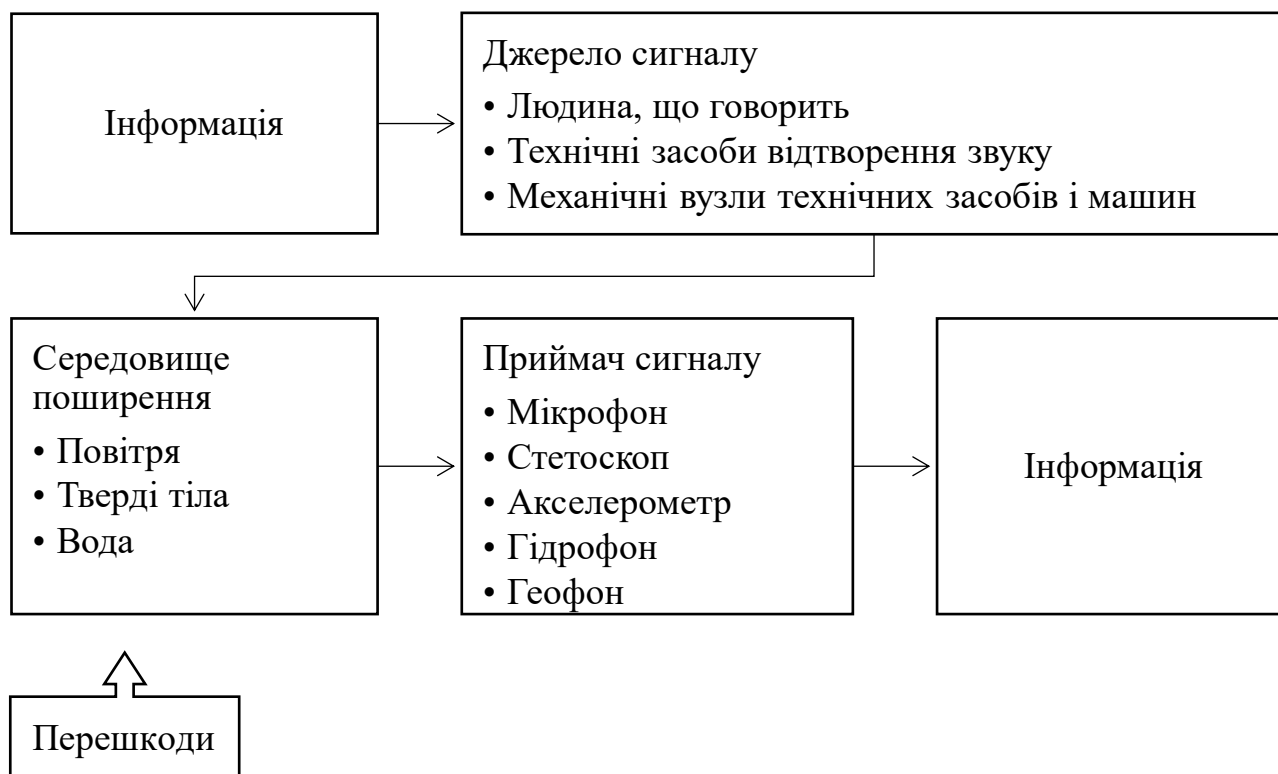 Інформація
Джерело сигналу
• Людина, що говорить
• Технічні засоби відтворення звуку
• Механічні вузли технічних засобів і машин
Середовище
поширення
• Повітря
• Тверді тіла
• Вода
Приймач сигналу
• Мікрофон
• Стетоскоп
• Акселерометр
• Гідрофон
• Геофон
Інформація
Перешкоди